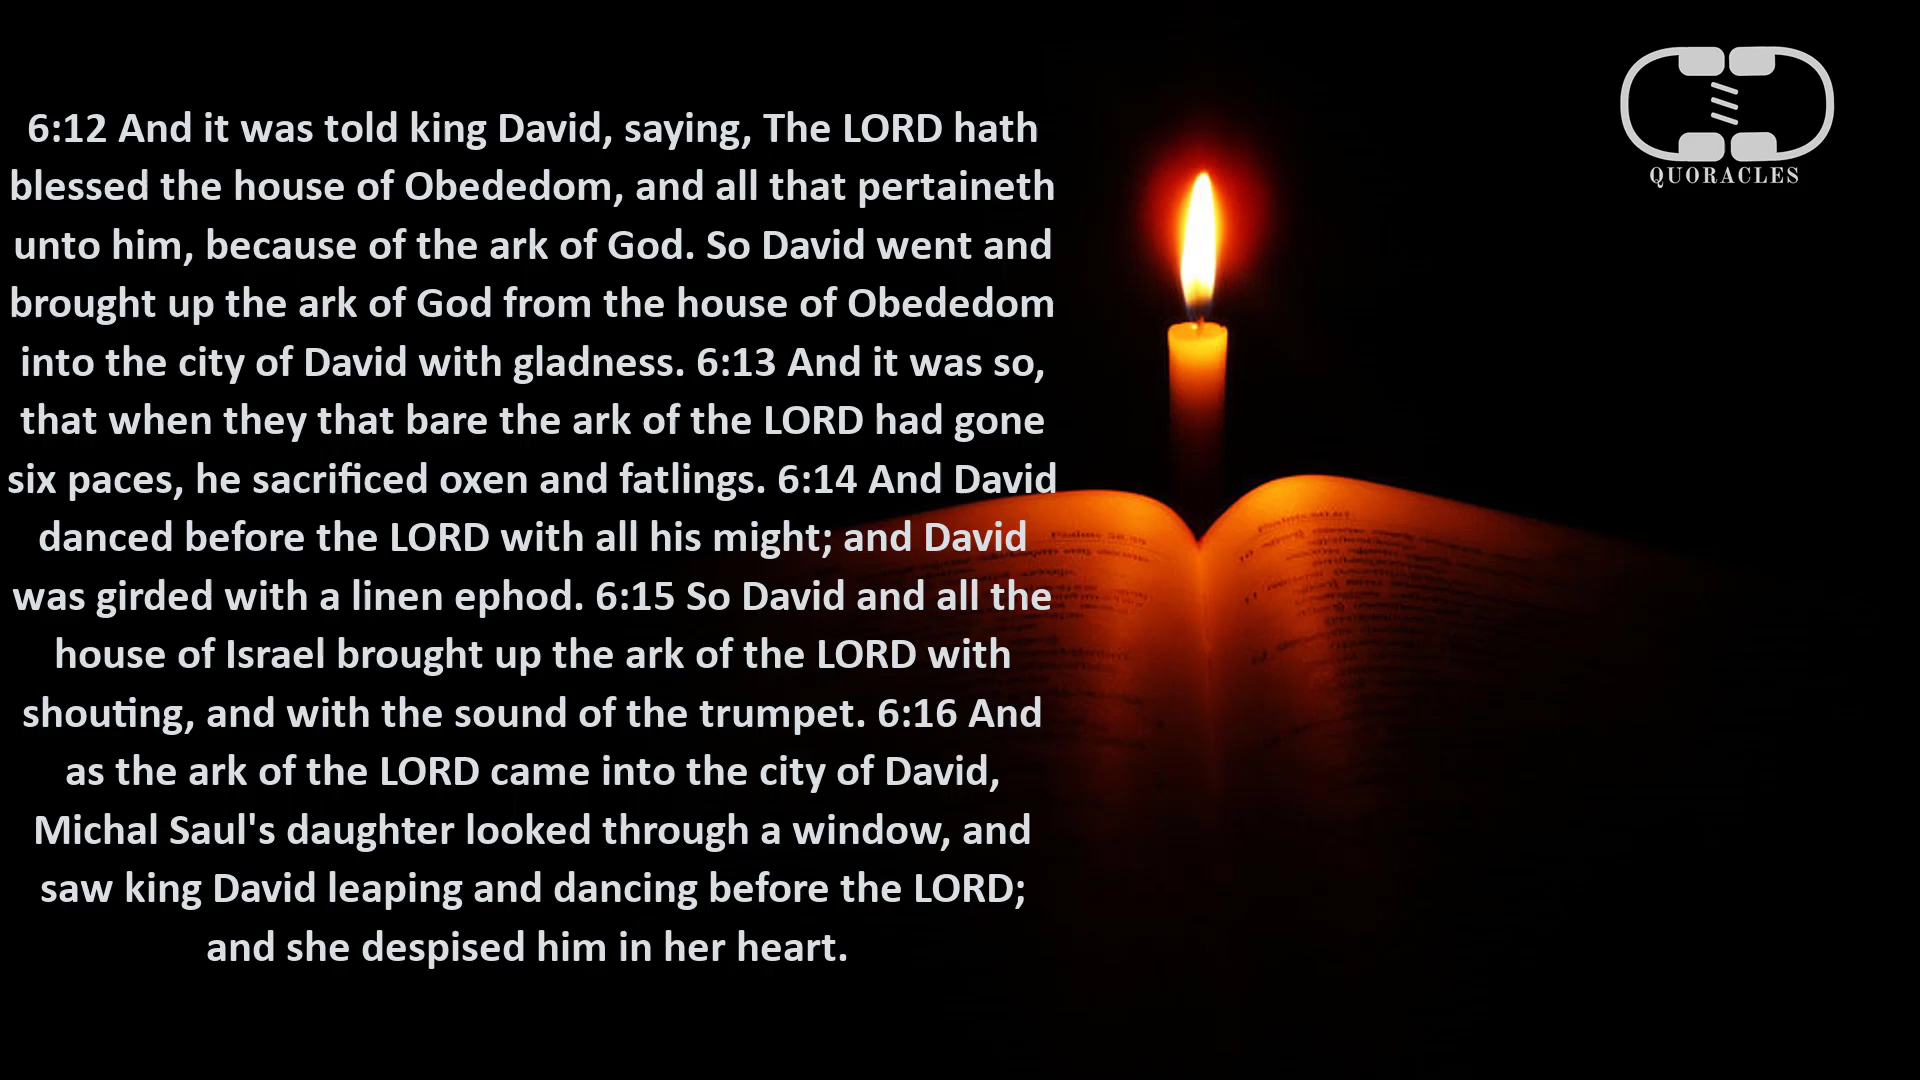 6:12 And it was told king David, saying, The LORD hath
blessed the house of Obededom, and all that pertaineth
unto him, because of the ark of God. So David went and
brought up the ark of God from the house of Obededom
into the city of David with gladness. 6:13 And it was so,
that when they that bare the ark of the LORD had gone
six paces, he sacrificed oxen and fatlings. 6:14 And David
danced before the LORD with all his might; and David
was girded with a linen ephod. 6:15 So David and all the
house of Israel brought up the ark of the LORD with
shouting, and with the sound of the trumpet. 6:16 And
as the ark of the LORD came into the city of David,
Michal Saul's daughter looked through a window, and
saw king David leaping and dancing before the LORD;
and she despised him in her heart.
QUORACLES